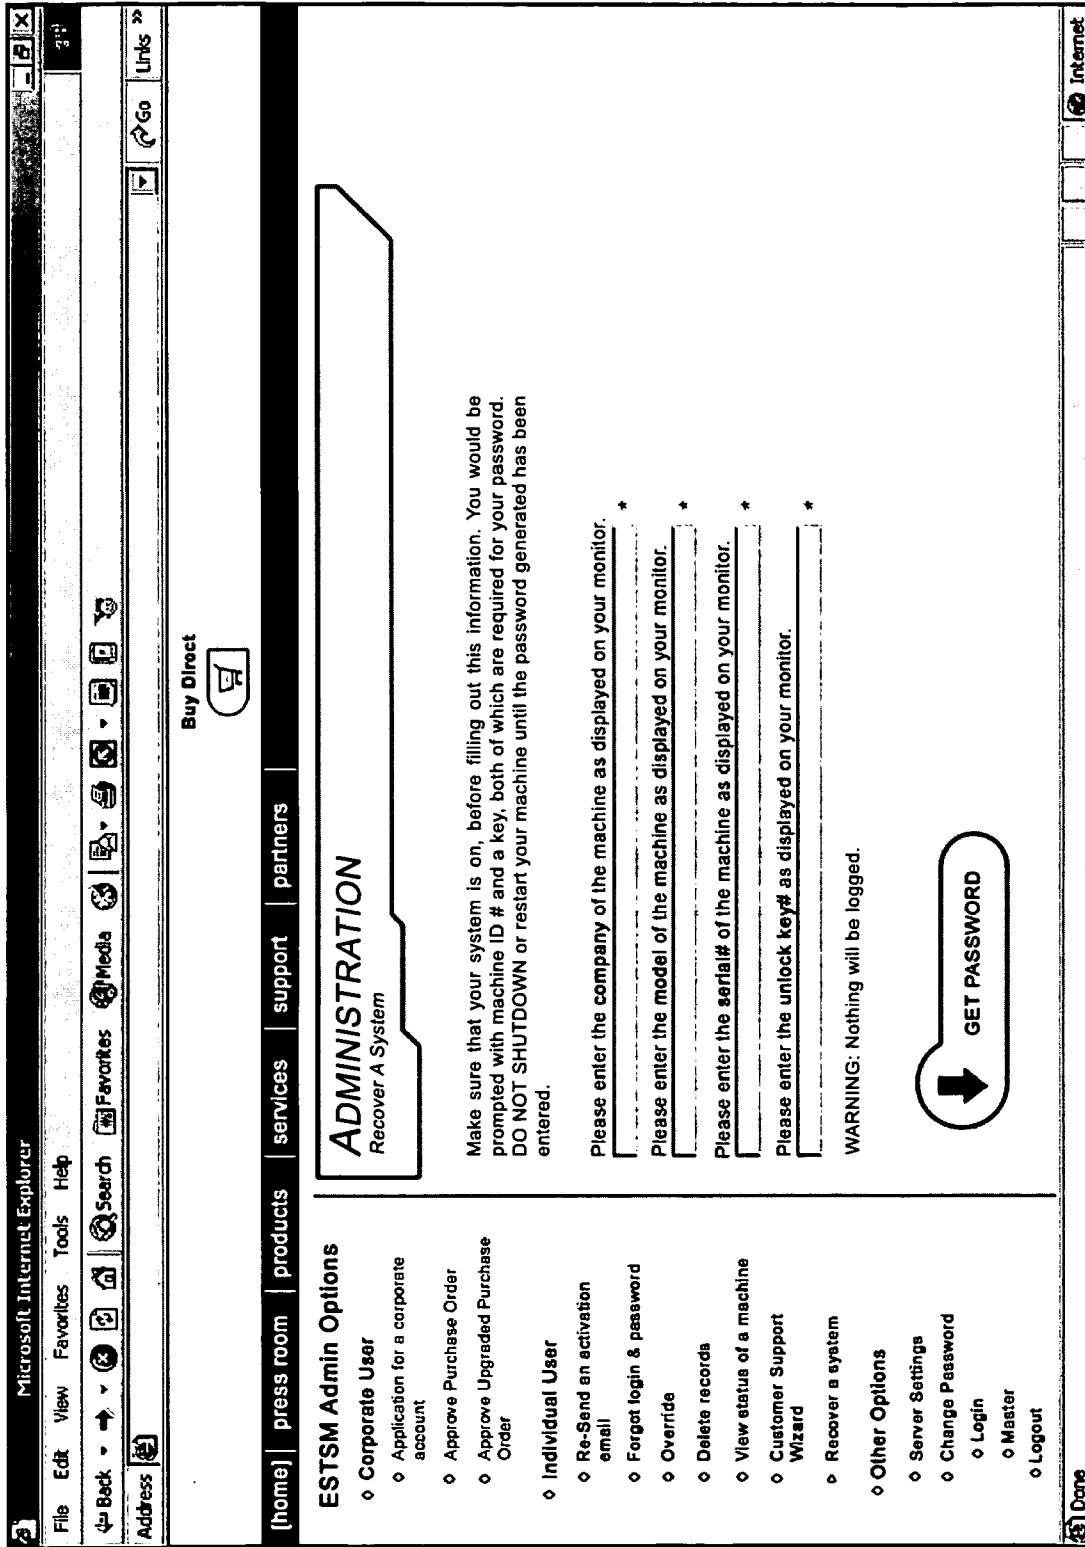 Microsoft Internet Explorer
File Edit View Favorites Tools Help
Back Search Favorites Media
Address Go Links »
Buy Direct
[home] press room products services support partners
ESTSM Admin Options
Corporate User
Application for a corporate
account
Approve Purchase Order
Approve Upgraded Purchase
Order
Individual User
Re-Send an activation
email
Forgot login & password
Override
Delete records
View status of a machine
Customer Support
Wizard
Recover a system
Other Options
Server Settings
Change Password
Login
Master
Logout
ADMINISTRATION
Recover A System
Make sure that your system is on, before filling out this information. You would be
prompted with machine ID # and a key, both of which are required for your password.
DO NOT SHUTDOWN or restart your machine until the password generated has been
entered.
Please enter the company of the machine as displayed on your monitor.
*
Please enter the model of the machine as displayed on your monitor.
*
Please enter the serial# of the machine as displayed on your monitor.
*
Please enter the unlock key# as displayed on your monitor.
*
WARNING: Nothing will be logged.
GET PASSWORD
Done Internet